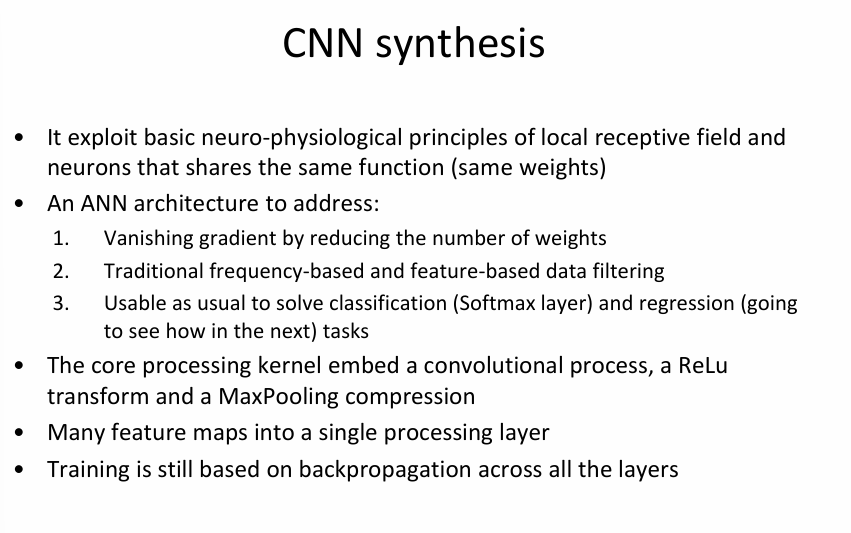 CNN synthesis
• It exploit basic neuro-physiological principles of local receptive field and
neurons that shares the same function (same weights)
• An ANN architecture to address:
1. Vanishing gradient by reducing the number of weights
2. Traditional frequency-based and feature-based data filtering
3. Usable as usual to solve classification (Softmax layer) and regression (going
to see how in the next) tasks
• The core processing kernel embed a convolutional process, a ReLu
transform and a MaxPooling compression
• Many feature maps into a single processing layer
• Training is still based on backpropagation across all the layers